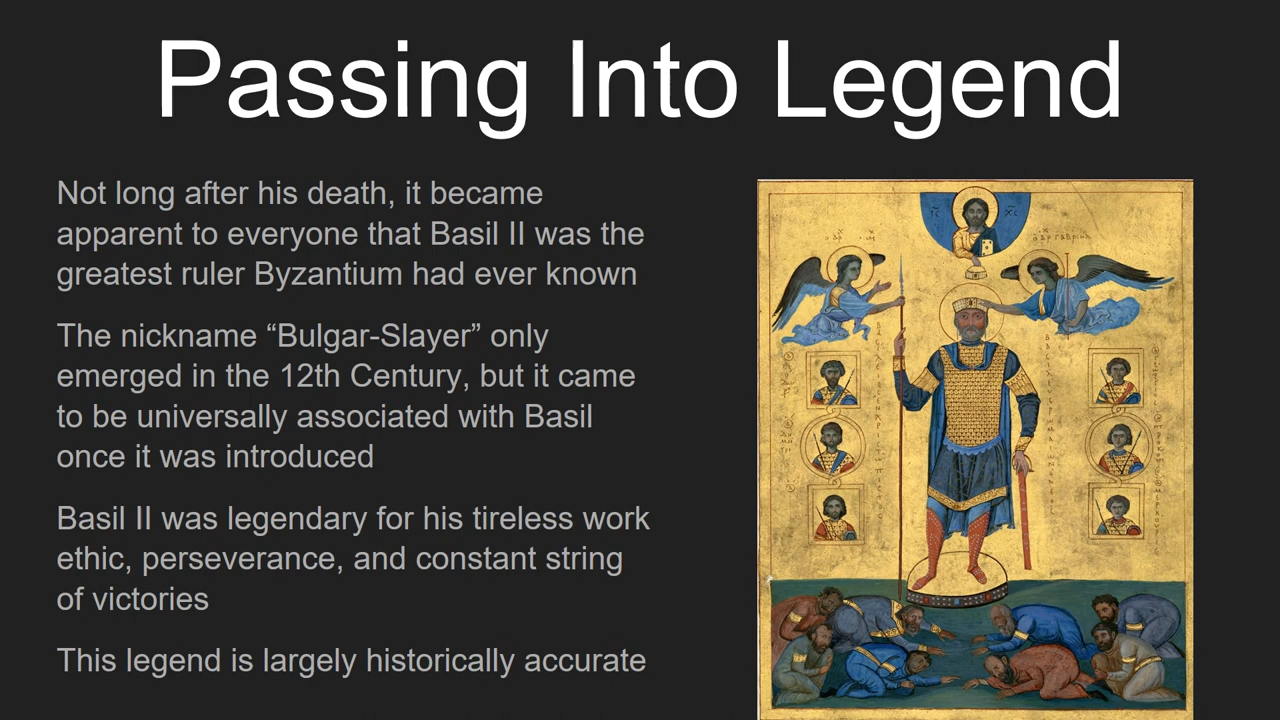 Passing Into Legend
Not long after his death, it became
apparent to everyone that Basil II was the
greatest ruler Byzantium had ever known
The nickname “Bulgar-Slayer” only
emerged in the 12th Century, but it came
to be universally associated with Basil
once it was introduced
Basil II was legendary for his tireless work
ethic, perseverance, and constant string
of victories
This legend is largely historically accurate
IC XC